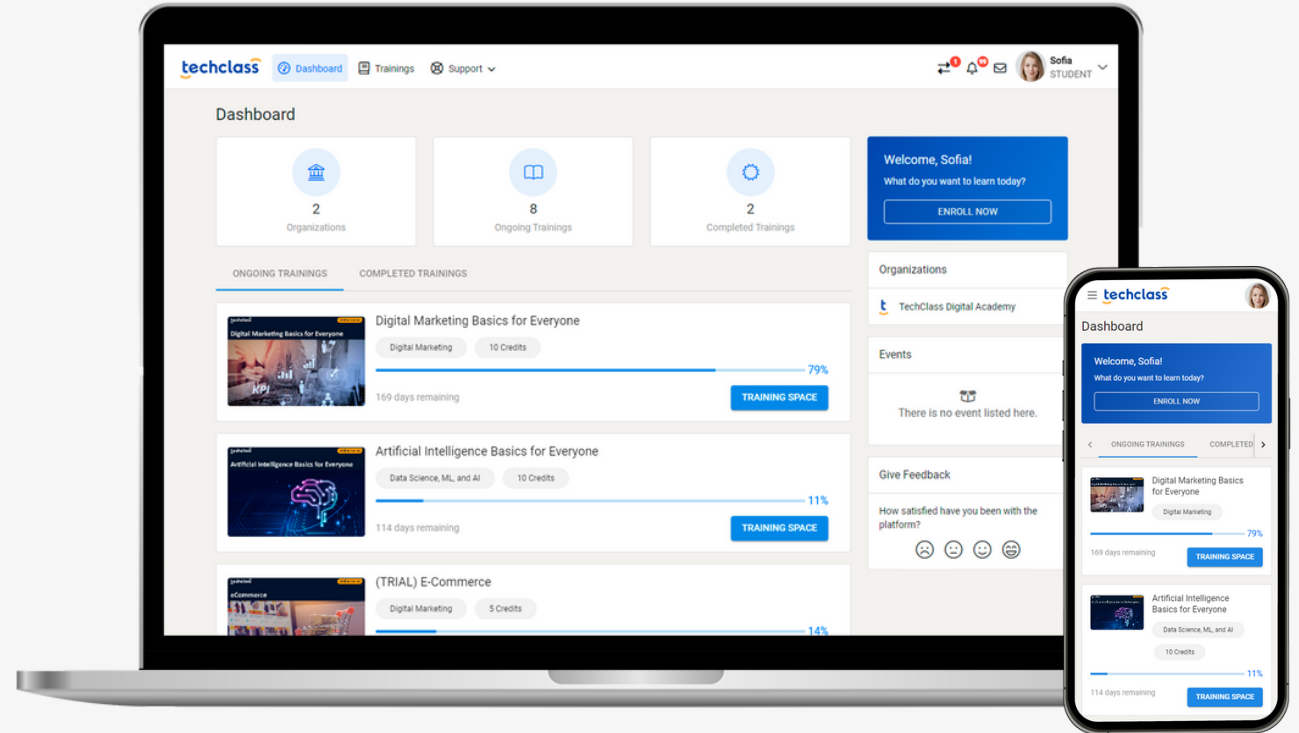 techclass
Dashboard
Trainings
Support
1
99
Sofia
STUDENT
Dashboard
2
Organizations
8
Ongoing Trainings
2
Completed Trainings
Welcome, Sofia!
What do you want to learn today?
ENROLL NOW
ONGOING TRAININGS
COMPLETED TRAININGS
techclass
Digital Marketing Basics for Everyone
KPI
Digital Marketing Basics for Everyone
Digital Marketing
10 Credits
79%
169 days remaining
TRAINING SPACE
techclass
Artificial Intelligence Basics for Everyone
Artificial Intelligence Basics for Everyone
Data Science, ML, and AI
10 Credits
11%
114 days remaining
TRAINING SPACE
techclass
eCommerce
(TRIAL) E-Commerce
Digital Marketing
5 Credits
14%
Organizations
t TechClass Digital Academy
Events
There is no event listed here.
Give Feedback
How satisfied have you been with the
platform?
techclass
Dashboard
Welcome, Sofia!
What do you want to learn today?
ENROLL NOW
ONGOING TRAININGS
COMPLETED
Digital Marketing Basics
for Everyone
Digital Marketing
79%
169 days remaining
TRAINING SPACE
Artificial Intelligence
Basics for Everyone
Data Science, ML, and AI
10 Credits
11%
114 days remaining
TRAINING SPACE